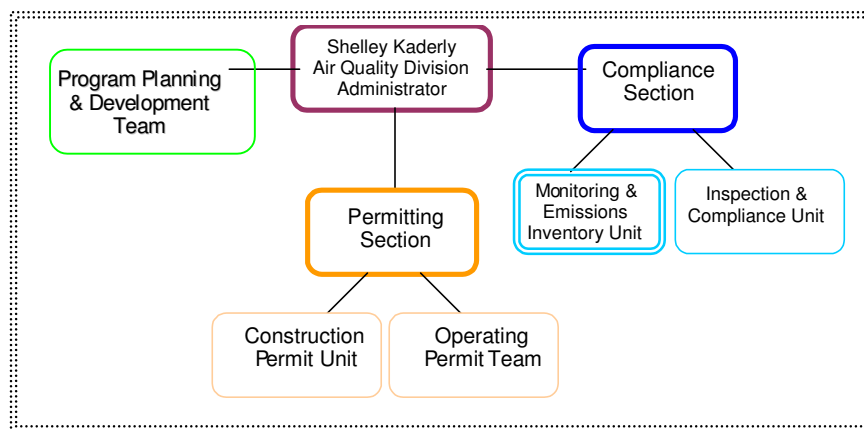 Shelley Kaderly
Air Quality Division
Administrator
Program Planning
& Development
Team
Compliance
Section
Monitoring &
Emissions
Inventory Unit
Inspection &
Compliance Unit
Permitting
Section
Construction
Permit Unit
Operating
Permit Team